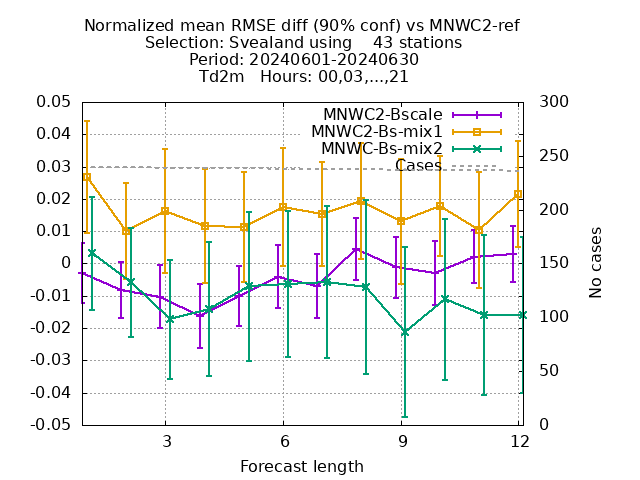 Normalized mean RMSE diff (90% conf) vs MNWC2-ref
Selection: Svealand using    43 stations
Period: 20240601-20240630
Td2m   Hours: 00,03,...,21
MNWC2-Bscale
MNWC2-Bs-mix1
MNWC-Bs-mix2
Cases
0.05
0.04
0.03
0.02
0.01
0
-0.01
-0.02
-0.03
-0.04
-0.05
300
250
200
150
100
50
0
No cases
3 6 9 12
Forecast length